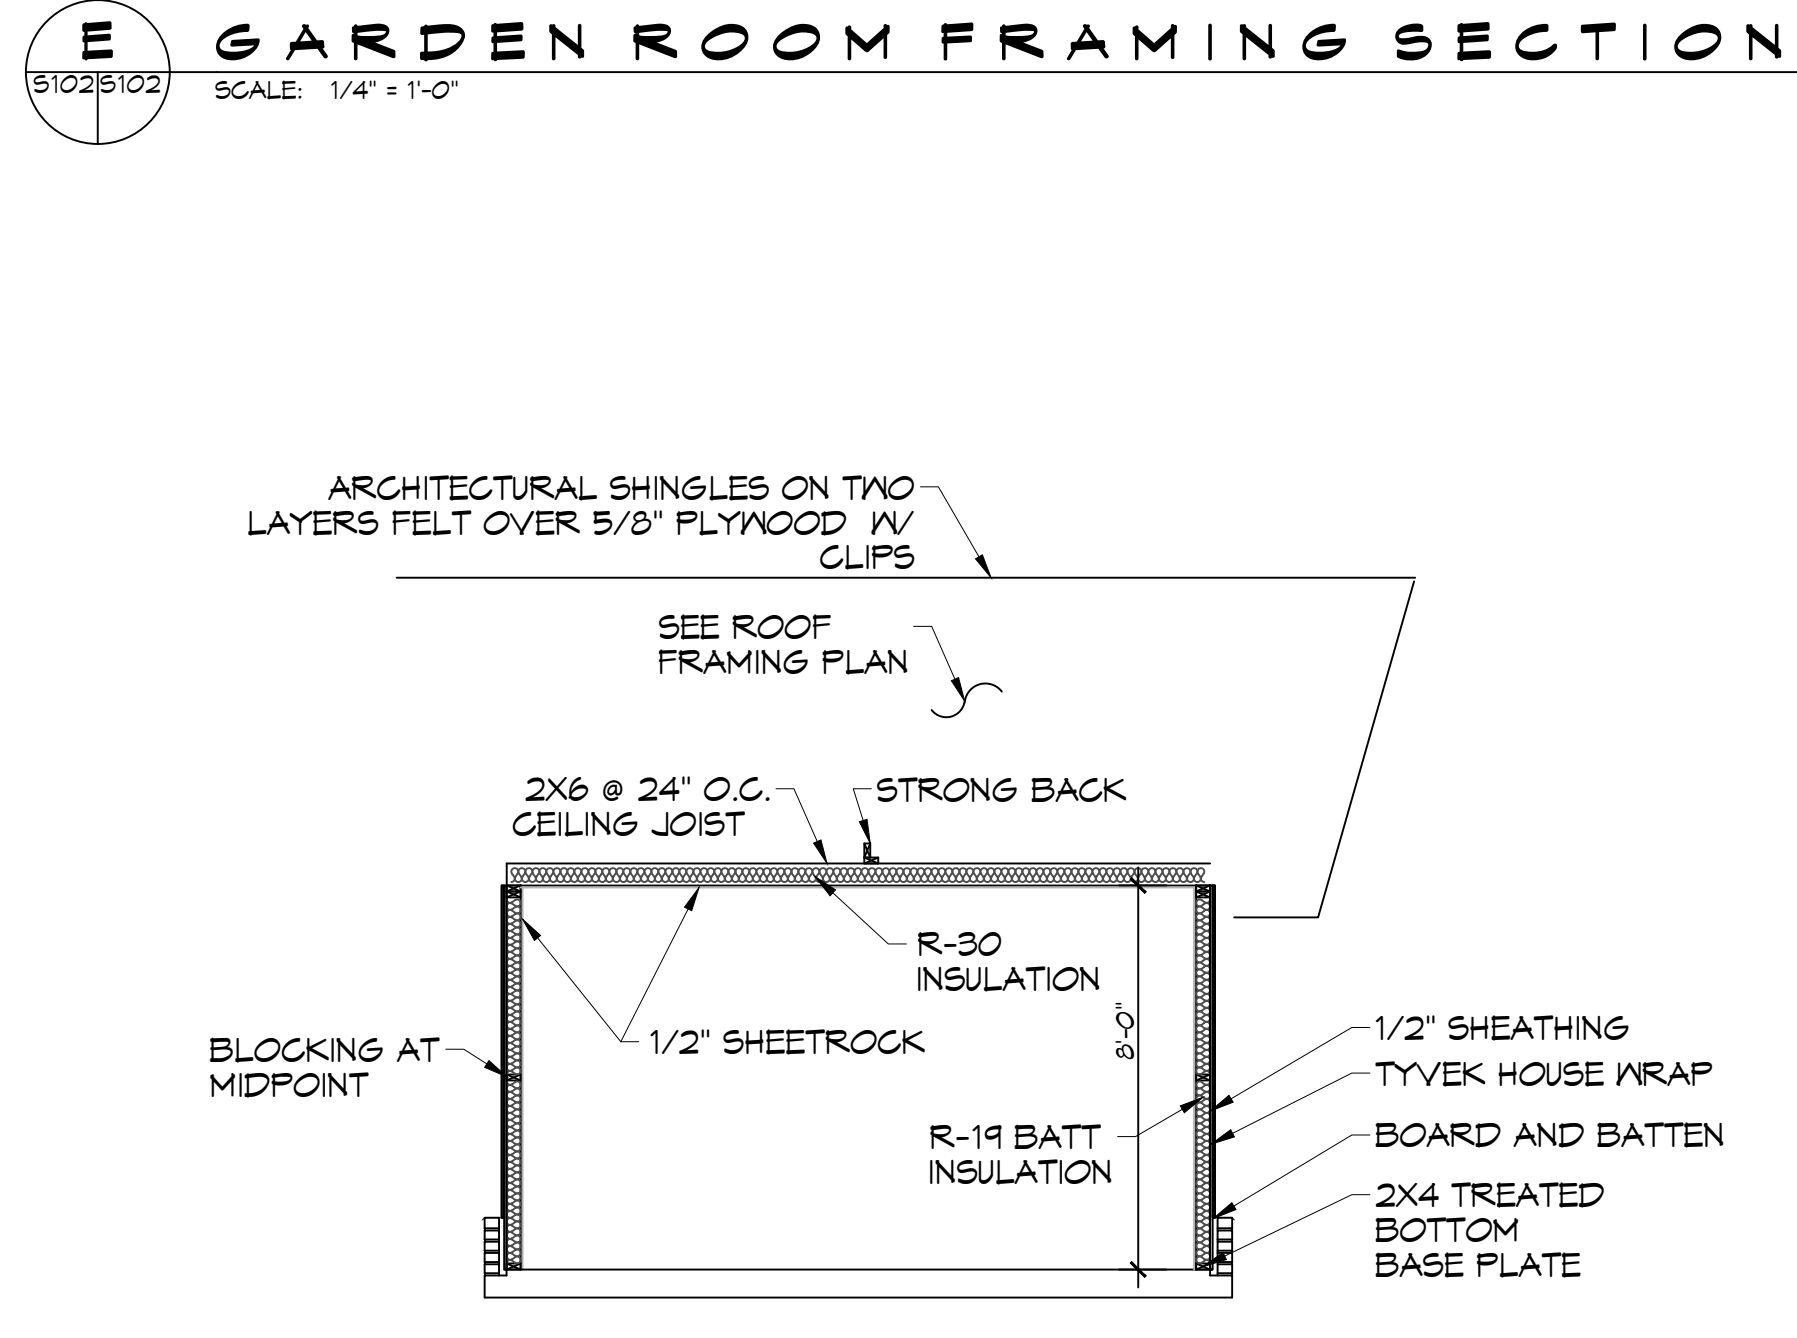 E
GARDEN ROOM FRAMING SECTION
S102 S102
SCALE: 1/4" = 1'-0"
ARCHITECTURAL SHINGLES ON TWO
LAYERS FELT OVER 5/8" PLYWOOD W/
CLIPS
SEE ROOF
FRAMING PLAN
2X6 @ 24" O.C.
CEILING JOIST
STRONG BACK
R-30
INSULATION
1/2" SHEETROCK
8'-0"
BLOCKING AT
MIDPOINT
1/2" SHEATHING
TYVEK HOUSE WRAP
R-19 BATT
INSULATION
BOARD AND BATTEN
2X4 TREATED
BOTTOM
BASE PLATE